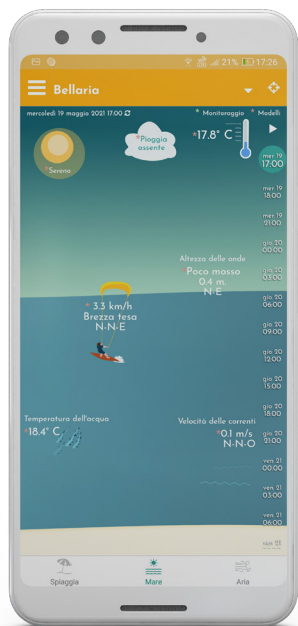 21% 17:26
Bellaria
mercoledì 19 maggio 2021 17:00
* Monitoraggio * Modelli
*Sereno
*Pioggia
assente
*17.8° C
mer 19
17:00
mer 19
18:00
mer 19
21:00
gio 20
00:00
gio 20
03:00
gio 20
06:00
gio 20
09:00
gio 20
12:00
gio 20
15:00
gio 20
18:00
gio 20
21:00
ven 21
00:00
ven 21
03:00
ven 21
06:00
Altezza delle onde
*Poco mosso
0.4 m.
N-E
* 3.3 km/h
Brezza tesa
N-N-E
Temperatura dell'acqua
*18.4° C
Velocità delle correnti
*0.1 m/s
N-N-O
Spiaggia
Mare
Aria